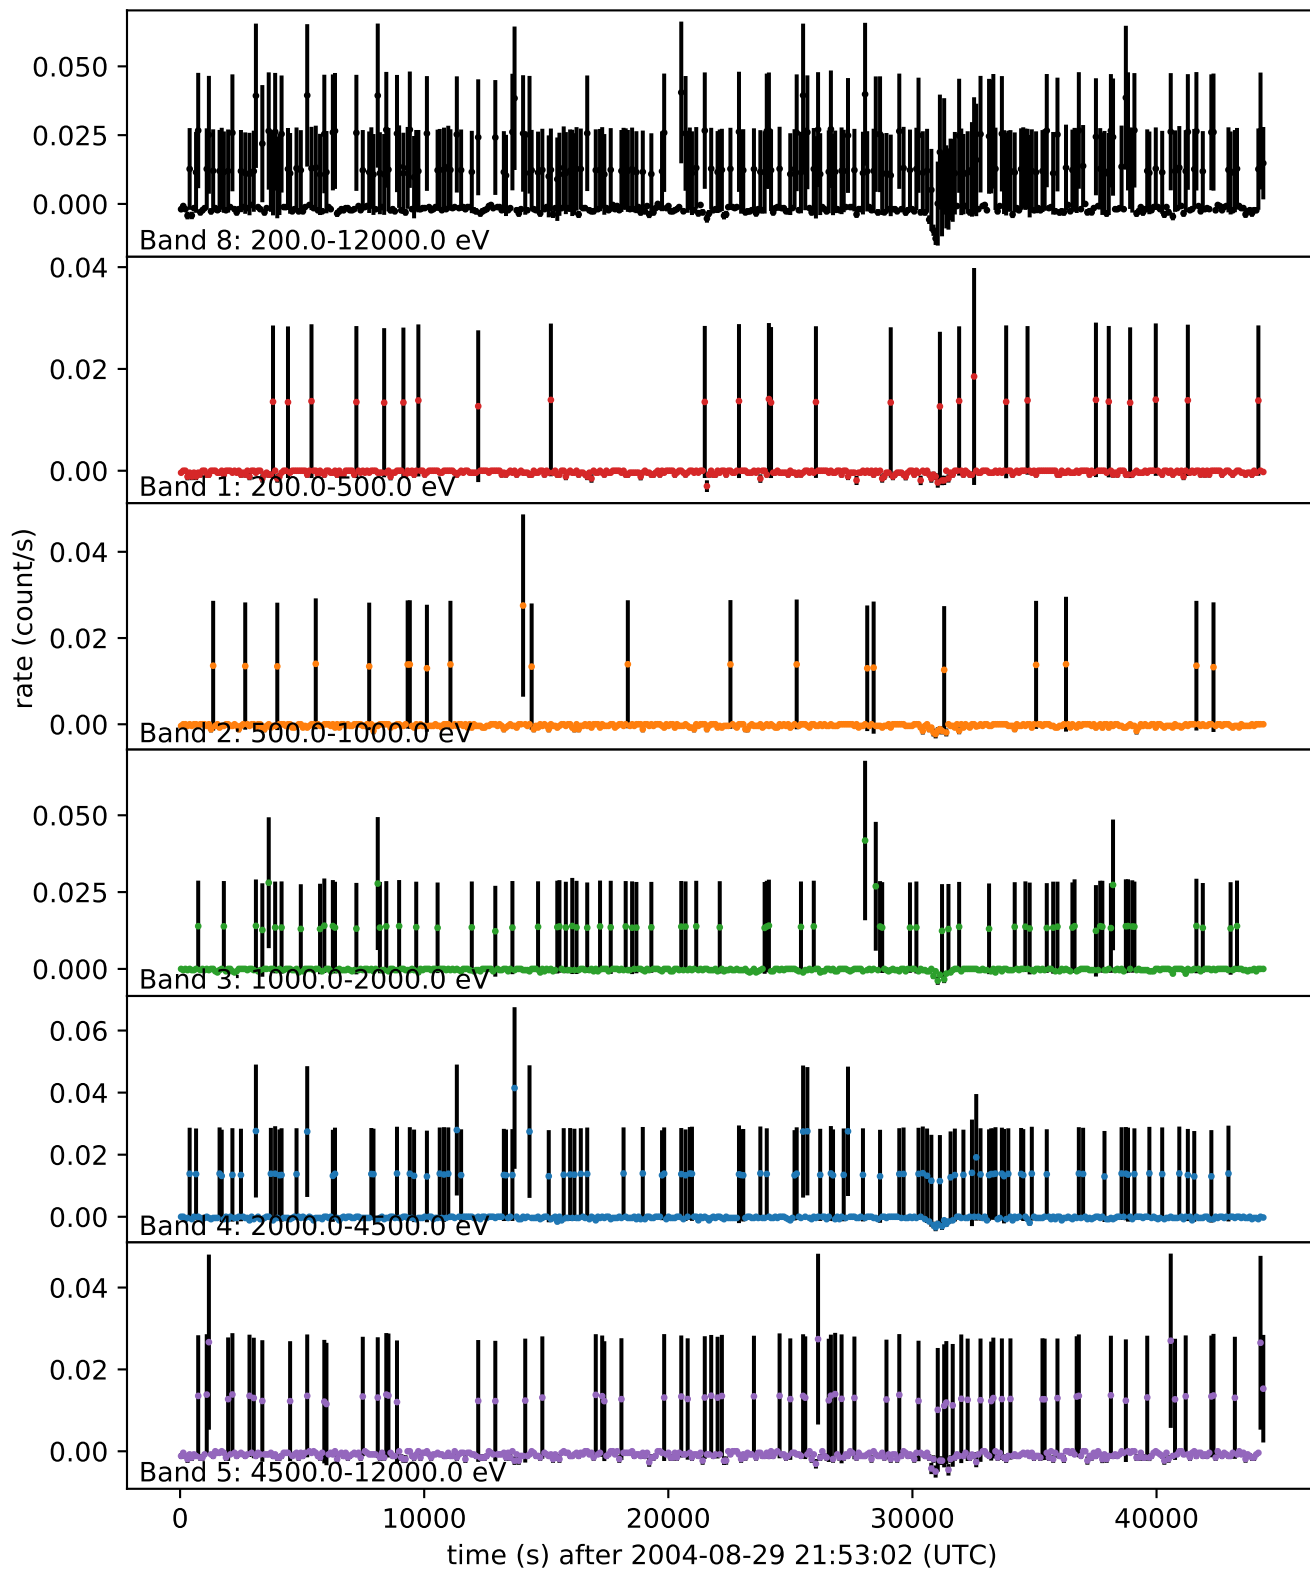 0.050
0.025
0.000
Band 8: 200.0-12000.0 eV
0.04
0.02
0.00
Band 1: 200.0-500.0 eV
rate (count/s)
0.04
0.02
0.00
Band 2: 500.0-1000.0 eV
0.050
0.025
0.000
Band 3: 1000.0-2000.0 eV
0.06
0.04
0.02
0.00
Band 4: 2000.0-4500.0 eV
0.04
0.02
0.00
Band 5: 4500.0-12000.0 eV
0 10000 20000 30000 40000
time (s) after 2004-08-29 21:53:02 (UTC)